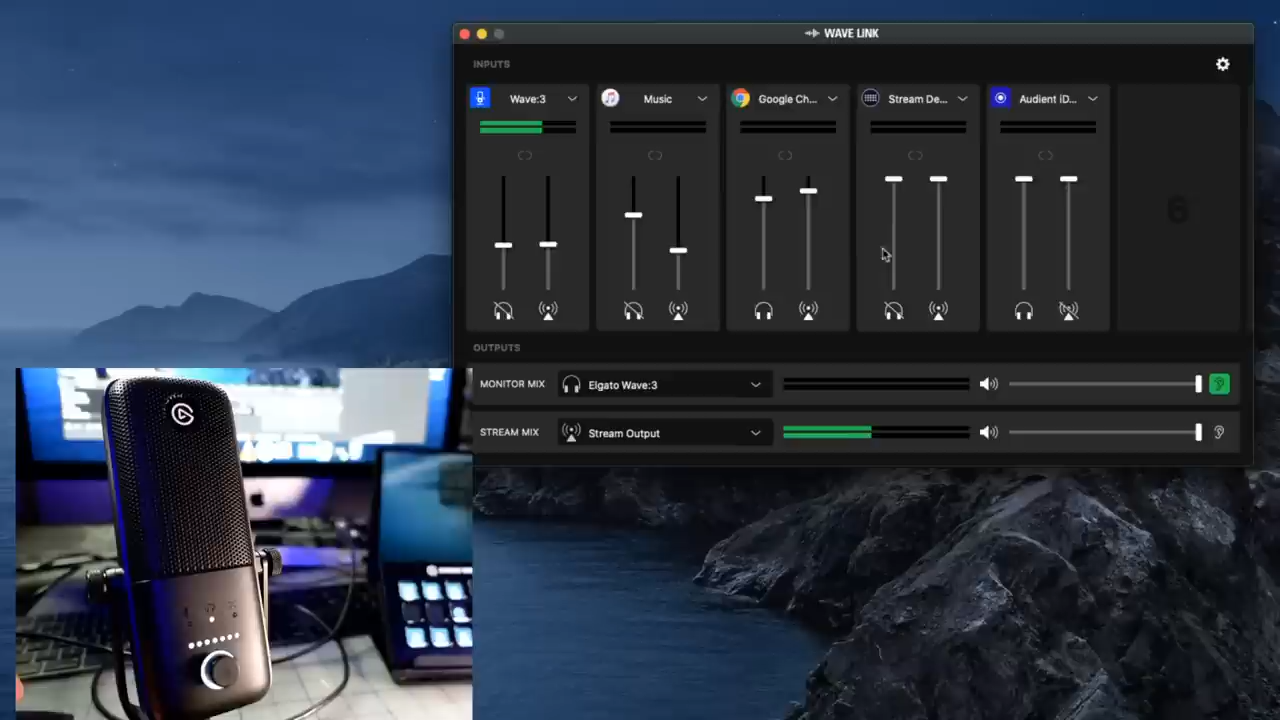 WAVE LINK
INPUTS
Wave:3
Music
Google Ch...
Stream De...
Audient iD...
6
OUTPUTS
MONITOR MIX
Elgato Wave:3
STREAM MIX
Stream Output